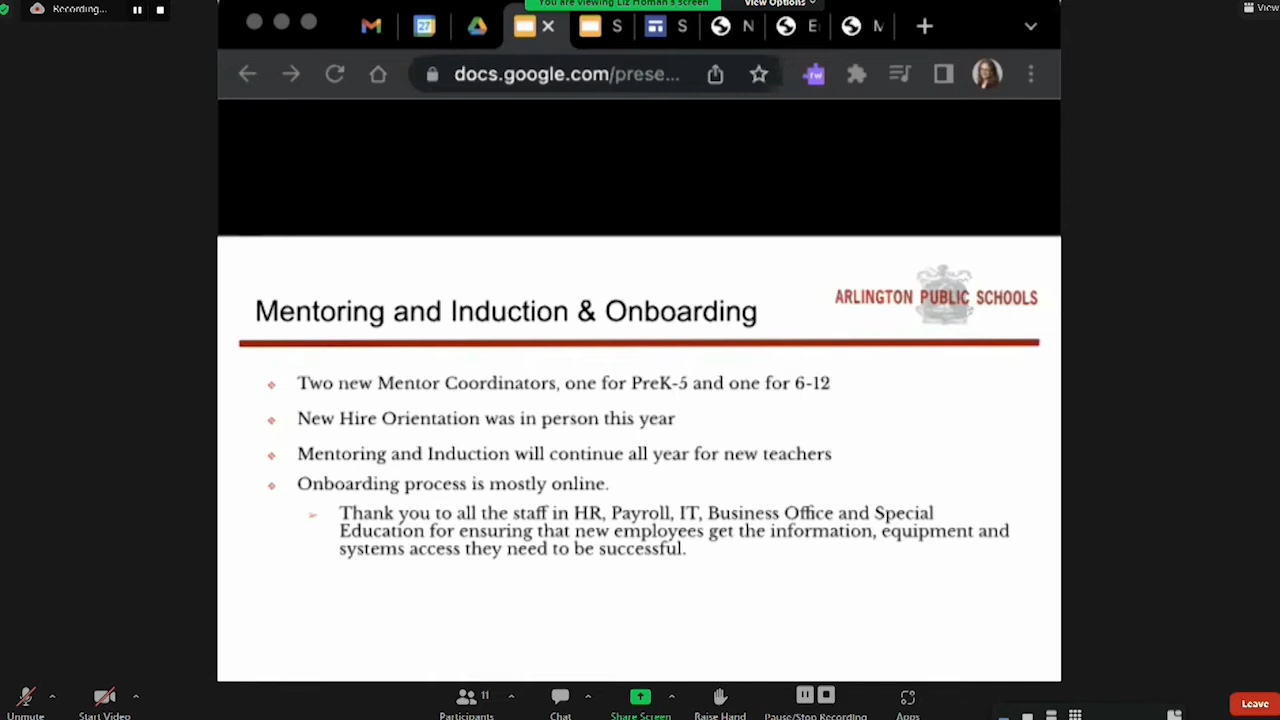 Recording...
You are viewing Liz Homan's screen
View Options
View
27
S
S
N
E
M
docs.google.com/prese...
rw
Mentoring and Induction & Onboarding
ARLINGTON PUBLIC SCHOOLS
Two new Mentor Coordinators, one for PreK-5 and one for 6-12
New Hire Orientation was in person this year
Mentoring and Induction will continue all year for new teachers
Onboarding process is mostly online.
Thank you to all the staff in HR, Payroll, IT, Business Office and Special
Education for ensuring that new employees get the information, equipment and
systems access they need to be successful.
Unmute
Start Video
11
Participants
Chat
Share Screen
Raise Hand
Pause/Stop Recording
Apps
Leave